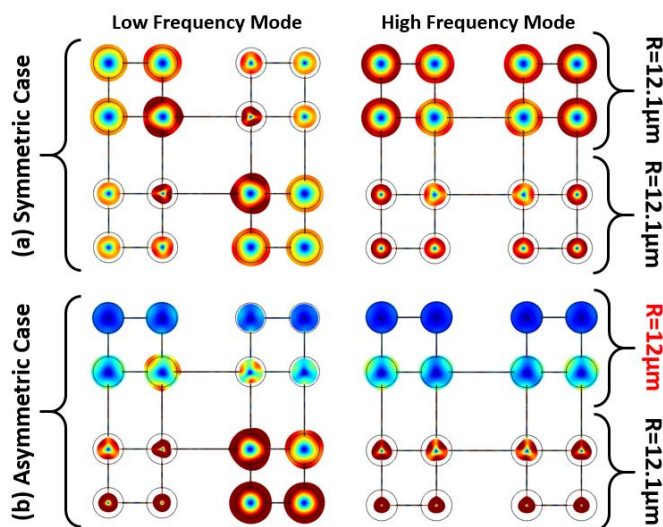 Low Frequency Mode
High Frequency Mode
(a) Symmetric Case
R=12.1µm
R=12.1µm
(b) Asymmetric Case
R=12µm
R=12.1µm